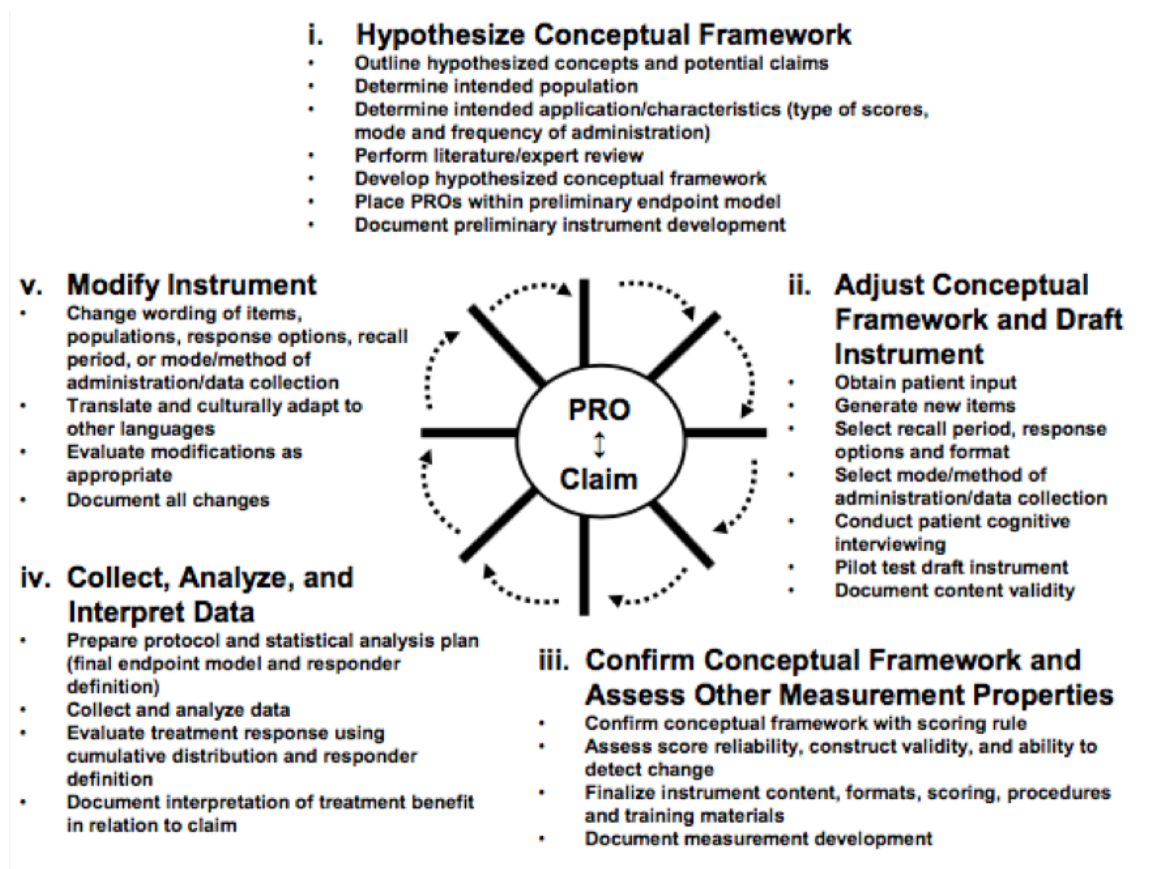 i. Hypothesize Conceptual Framework
• Outline hypothesized concepts and potential claims
• Determine intended population
• Determine intended application/characteristics (type of scores,
mode and frequency of administration)
• Perform literature/expert review
• Develop hypothesized conceptual framework
• Place PROs within preliminary endpoint model
• Document preliminary instrument development
ii. Adjust Conceptual
Framework and Draft
Instrument
• Obtain patient input
• Generate new items
• Select recall period, response
options and format
• Select mode/method of
administration/data collection
• Conduct patient cognitive
interviewing
• Pilot test draft instrument
• Document content validity
iii. Confirm Conceptual Framework and
Assess Other Measurement Properties
• Confirm conceptual framework with scoring rule
• Assess score reliability, construct validity, and ability to
detect change
• Finalize instrument content, formats, scoring, procedures
and training materials
• Document measurement development
iv. Collect, Analyze, and
Interpret Data
• Prepare protocol and statistical analysis plan
(final endpoint model and responder
definition)
• Collect and analyze data
• Evaluate treatment response using
cumulative distribution and responder
definition
• Document interpretation of treatment benefit
in relation to claim
v. Modify Instrument
• Change wording of items,
populations, response options, recall
period, or mode/method of
administration/data collection
• Translate and culturally adapt to
other languages
• Evaluate modifications as
appropriate
• Document all changes
PRO
↕
Claim